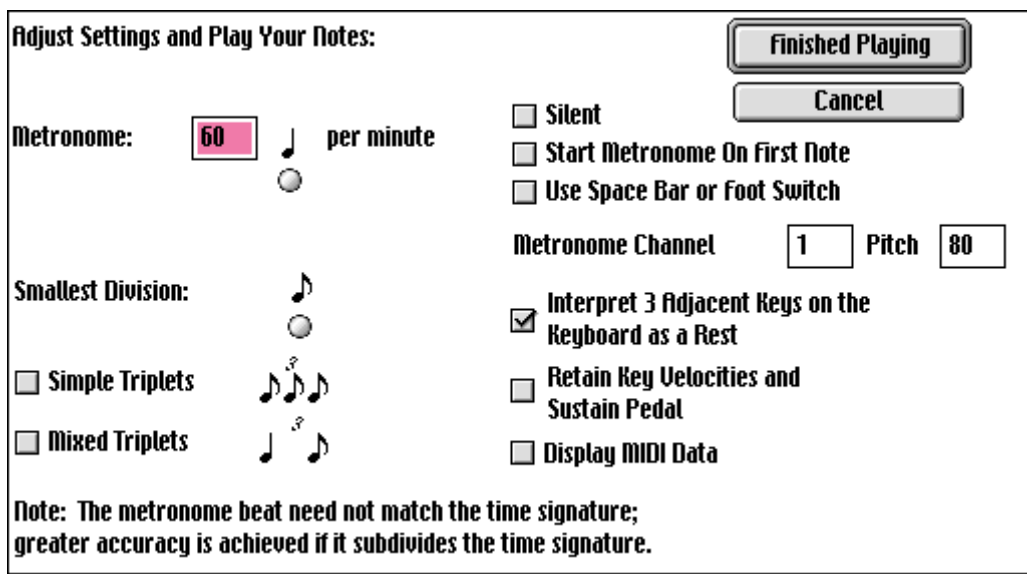 Adjust Settings and Play Your Notes:
Finished Playing
Cancel
Metronome: 60 per minute
Silent
Start Metronome On First Note
Use Space Bar or Foot Switch
Metronome Channel 1 Pitch 80
Smallest Division:
Interpret 3 Adjacent Keys on the
Keyboard as a Rest
Simple Triplets 3
Retain Key Velocities and
Sustain Pedal
Mixed Triplets 3
Display MIDI Data
Note: The metronome beat need not match the time signature;
greater accuracy is achieved if it subdivides the time signature.